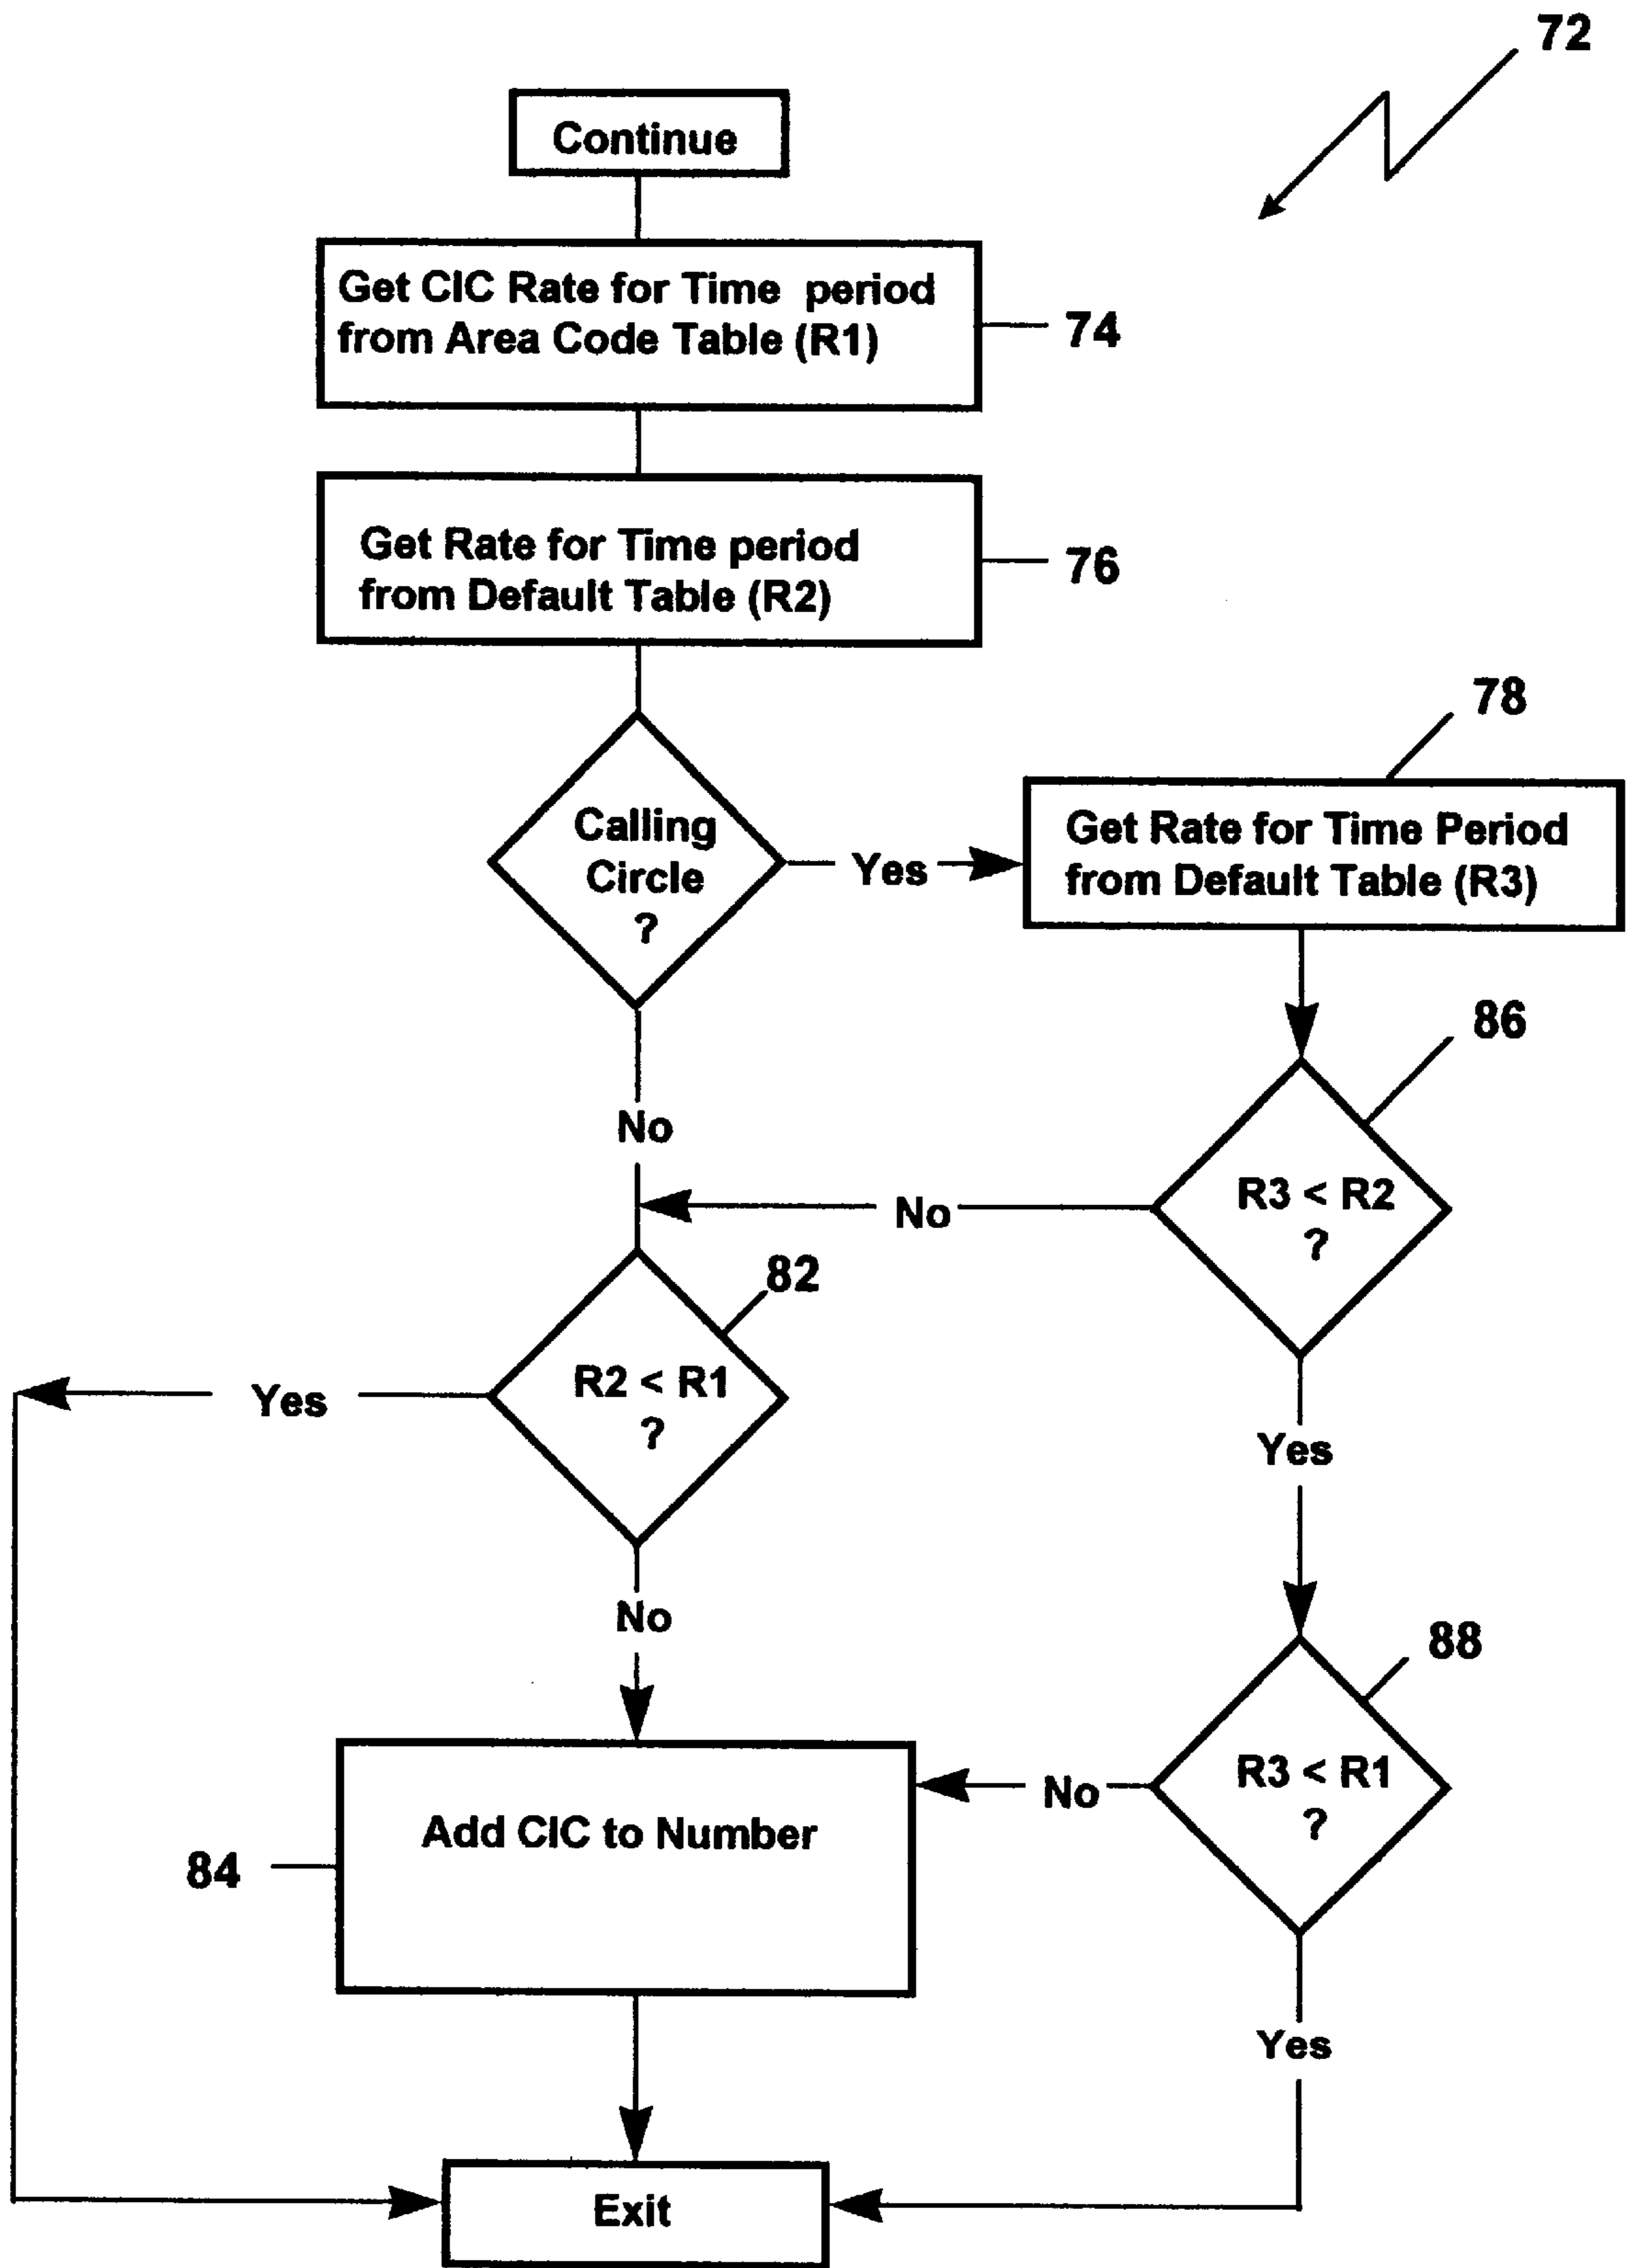 72
Continue
Get CIC Rate for Time period
from Area Code Table (R1)
74
Get Rate for Time period
from Default Table (R2)
76
78
Calling
Circle
?
Yes
Get Rate for Time Period
from Default Table (R3)
86
No
R3 < R2
?
No
82
R2 < R1
?
Yes
Yes
No
88
R3 < R1
?
No
Add CIC to Number
84
Yes
Exit